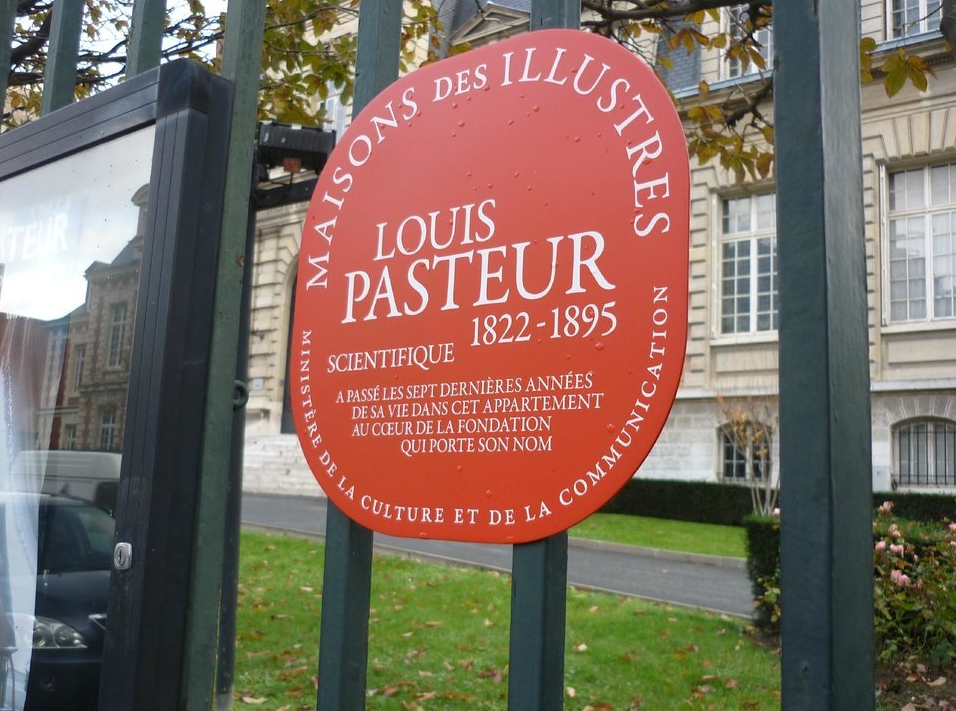 MAISONS DES ILLUSTRES
LOUIS
PASTEUR
1822-1895
SCIENTIFIQUE
A PASSÉ LES SEPT DERNIÈRES ANNÉES
DE SA VIE DANS CET APPARTEMENT
AU CŒUR DE LA FONDATION
QUI PORTE SON NOM
MINISTÈRE DE LA CULTURE ET DE LA COMMUNICATION